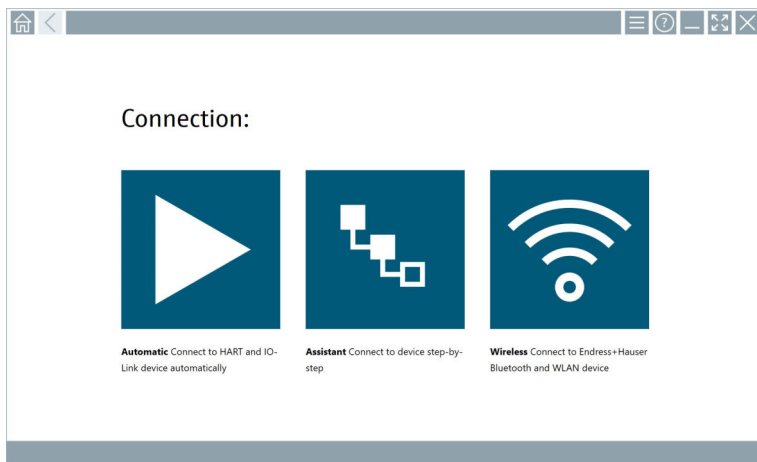 Connection:
Automatic Connect to HART and IO-
Link device automatically
Assistant Connect to device step-by-
step
Wireless Connect to Endress+Hauser
Bluetooth and WLAN device